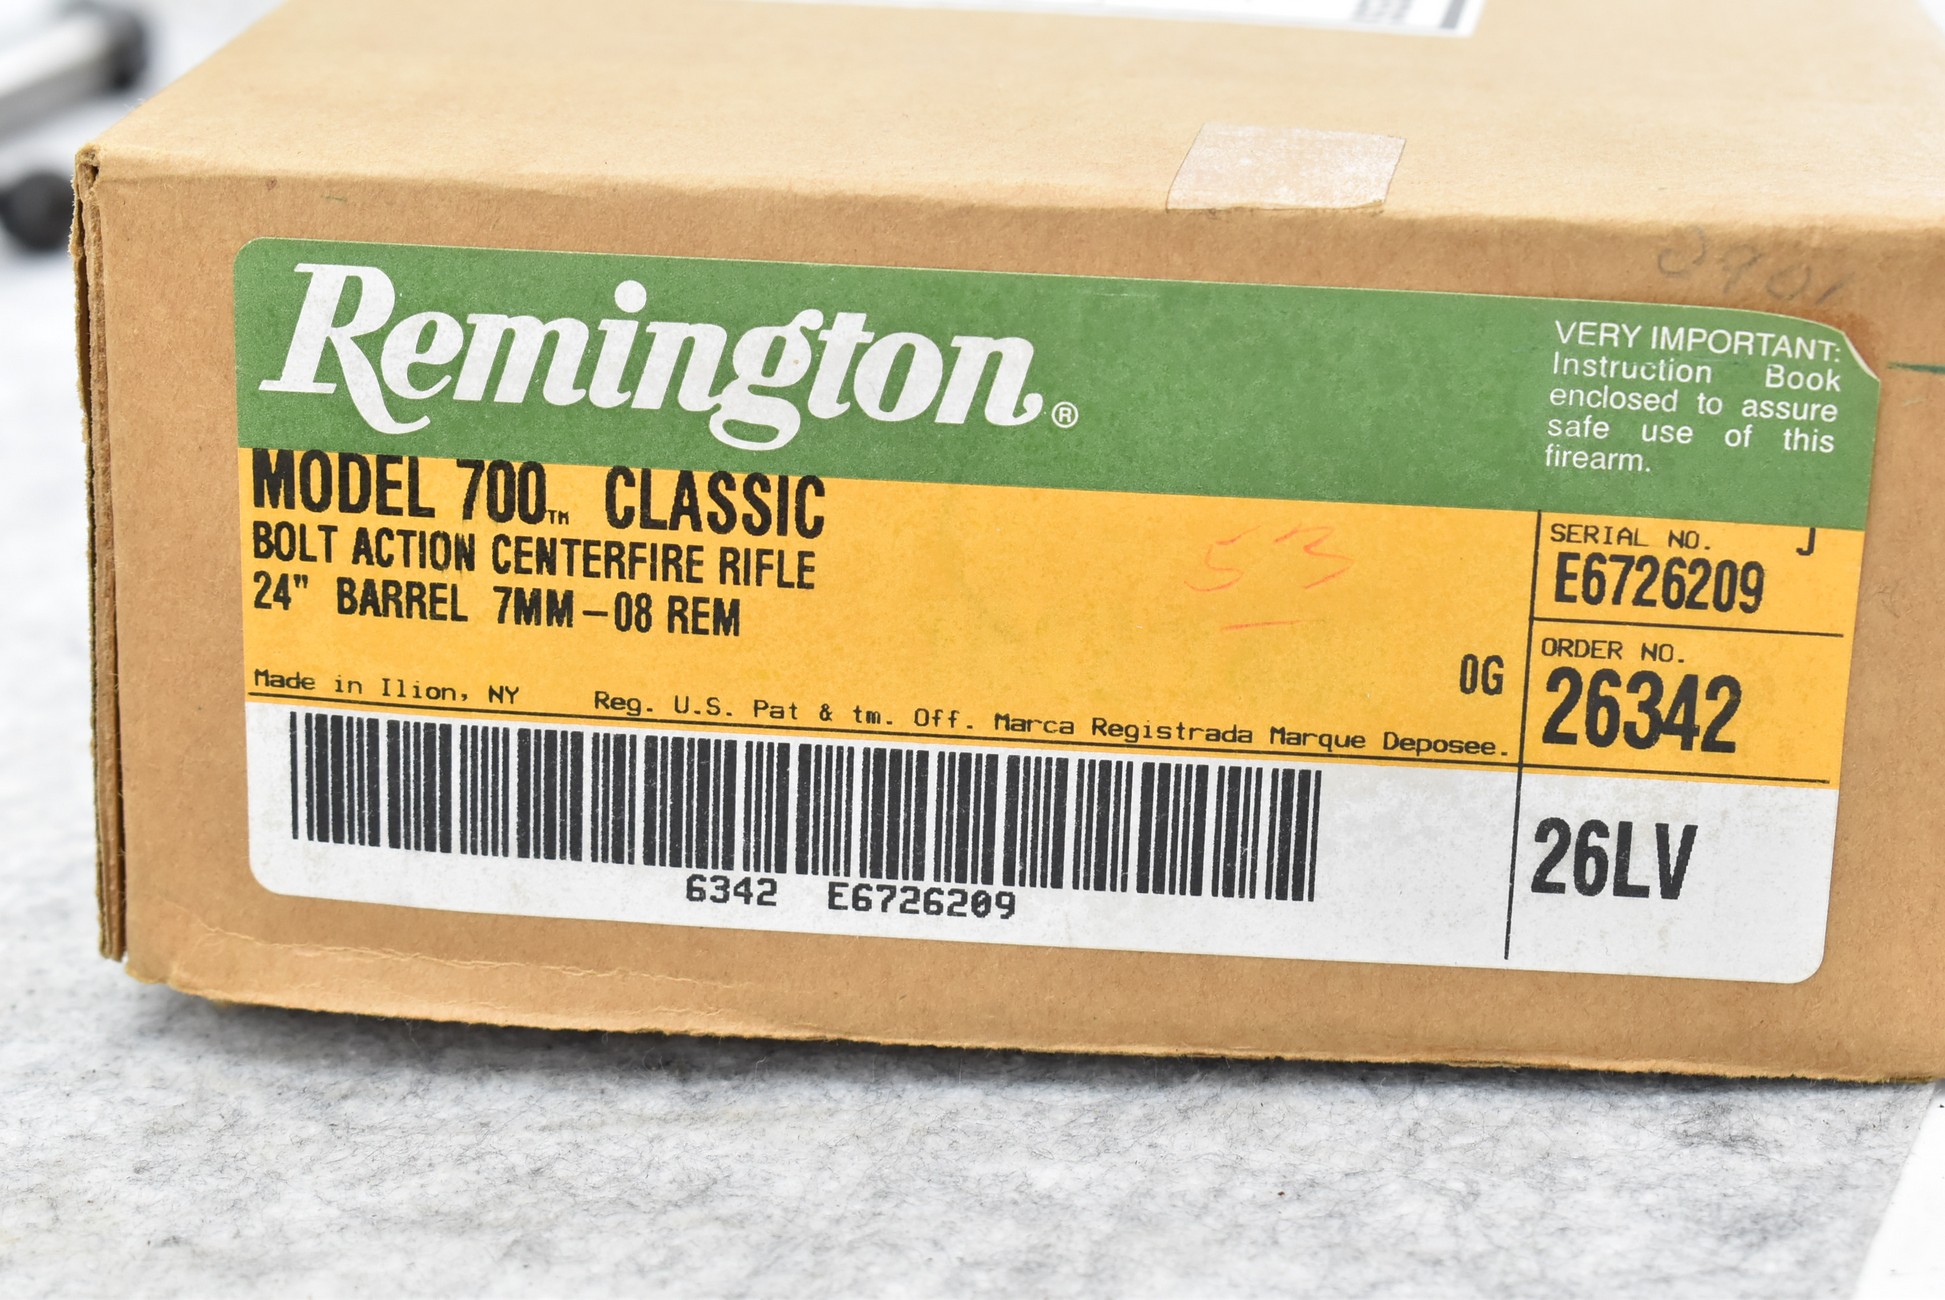 Remington®
VERY IMPORTANT:
Instruction Book
enclosed to assure
safe use of this
firearm.
MODEL 700™ CLASSIC
BOLT ACTION CENTERFIRE RIFLE
24" BARREL 7MM-08 REM
53
SERIAL NO. J
E6726209
ORDER NO.
26342
0G
Made in Ilion, NY Reg. U.S. Pat & tm. Off. Marca Registrada Marque Deposee.
26LV
6342 E6726209